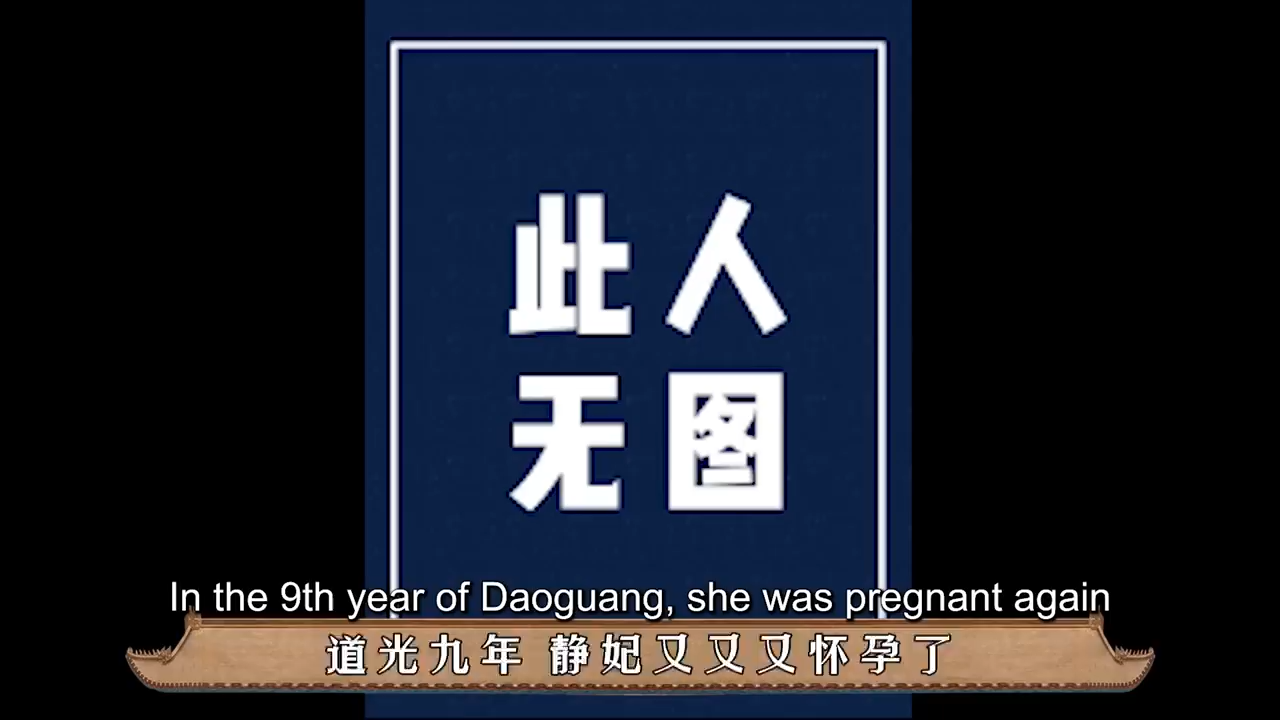 此人
无图
In the 9th year of Daoguang, she was pregnant again
道光九年 静妃又又又怀孕了